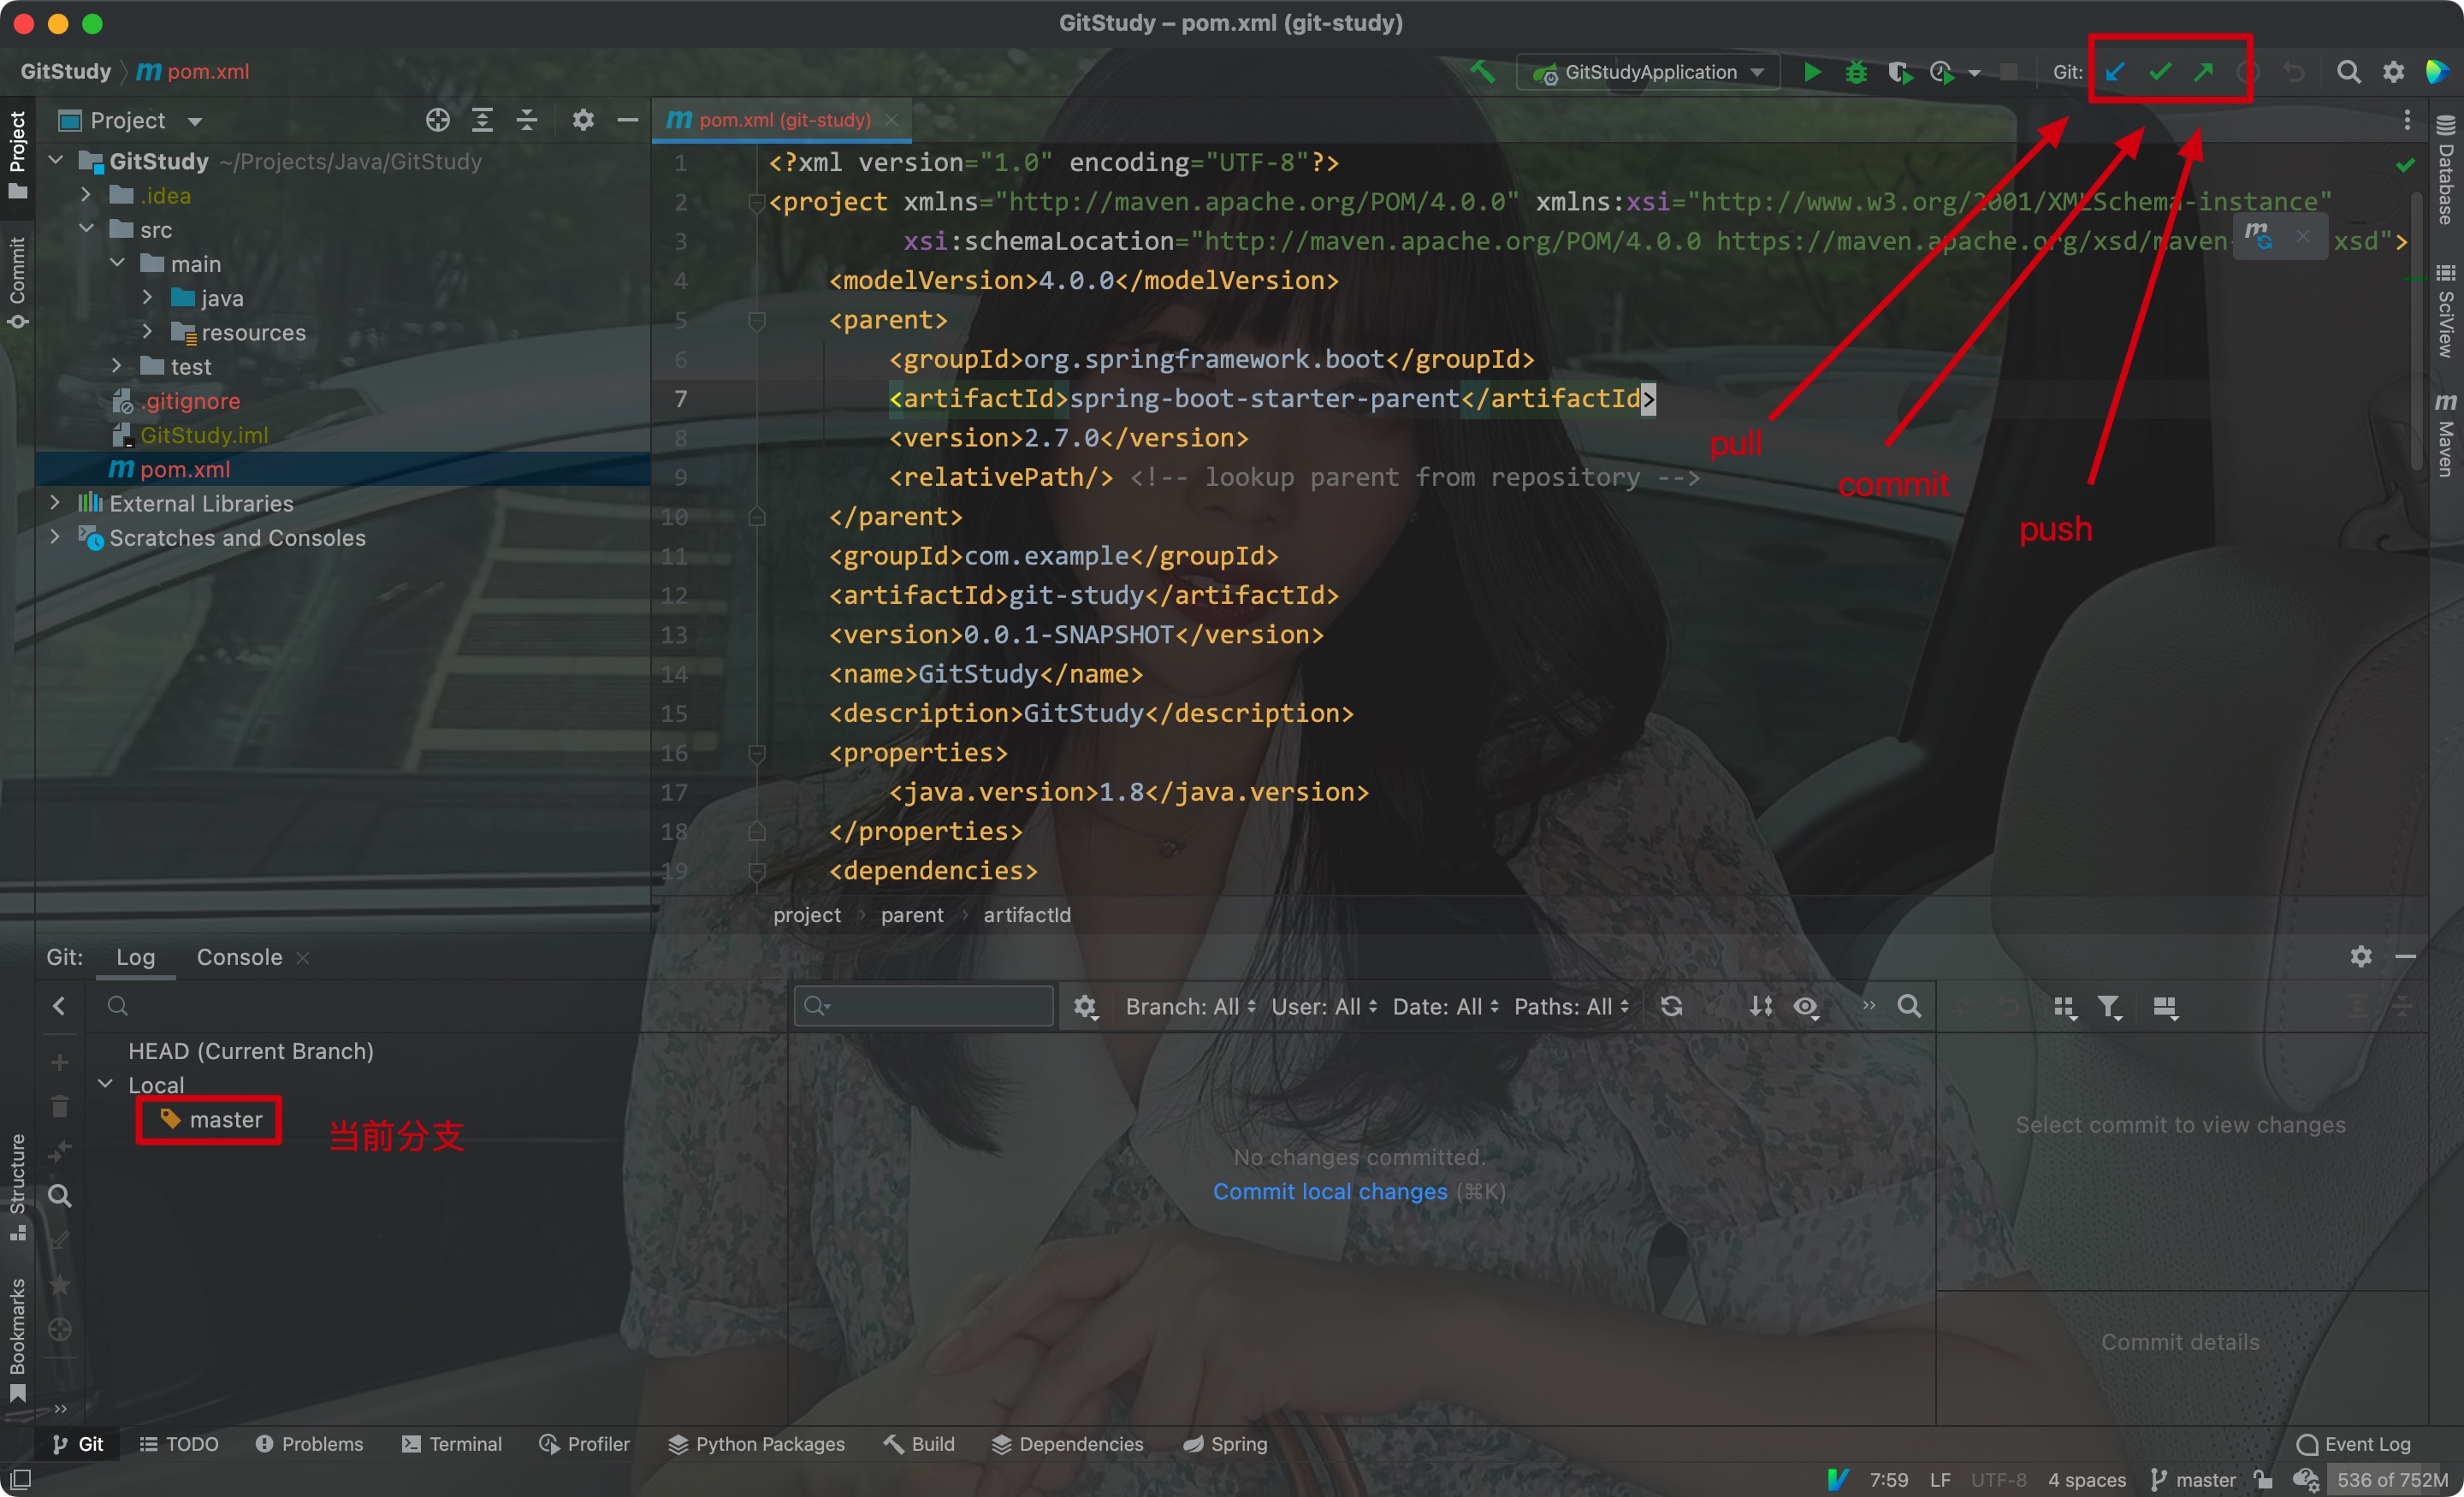 GitStudy – pom.xml (git-study)
GitStudy
pom.xml
GitStudyApplication
Git:
Project
Commit
Structure
Bookmarks
Project
GitStudy ~/Projects/Java/GitStudy
.idea
src
main
java
resources
test
.gitignore
GitStudy.iml
pom.xml
External Libraries
Scratches and Consoles
pom.xml (git-study)
1 <?xml version="1.0" encoding="UTF-8"?>
2 <project xmlns="http://maven.apache.org/POM/4.0.0" xmlns:xsi="http://www.w3.org/2001/XMLSchema-instance"
3 xsi:schemaLocation="http://maven.apache.org/POM/4.0.0 https://maven.apache.org/xsd/maven- xsd">
4 <modelVersion>4.0.0</modelVersion>
5 <parent>
6 <groupId>org.springframework.boot</groupId>
7 <artifactId>spring-boot-starter-parent</artifactId>
8 <version>2.7.0</version>
9 <relativePath/> <!-- lookup parent from repository -->
10 </parent>
11 <groupId>com.example</groupId>
12 <artifactId>git-study</artifactId>
13 <version>0.0.1-SNAPSHOT</version>
14 <name>GitStudy</name>
15 <description>GitStudy</description>
16 <properties>
17 <java.version>1.8</java.version>
18 </properties>
19 <dependencies>
pull
commit
push
Database
SciView
Maven
project
parent
artifactId
Git:
Log
Console
Branch: All
User: All
Date: All
Paths: All
HEAD (Current Branch)
Local
master
当前分支
No changes committed.
Commit local changes (⌘K)
Select commit to view changes
Commit details
Git
TODO
Problems
Terminal
Profiler
Python Packages
Build
Dependencies
Spring
Event Log
7:59
LF
UTF-8
4 spaces
master
536 of 752M